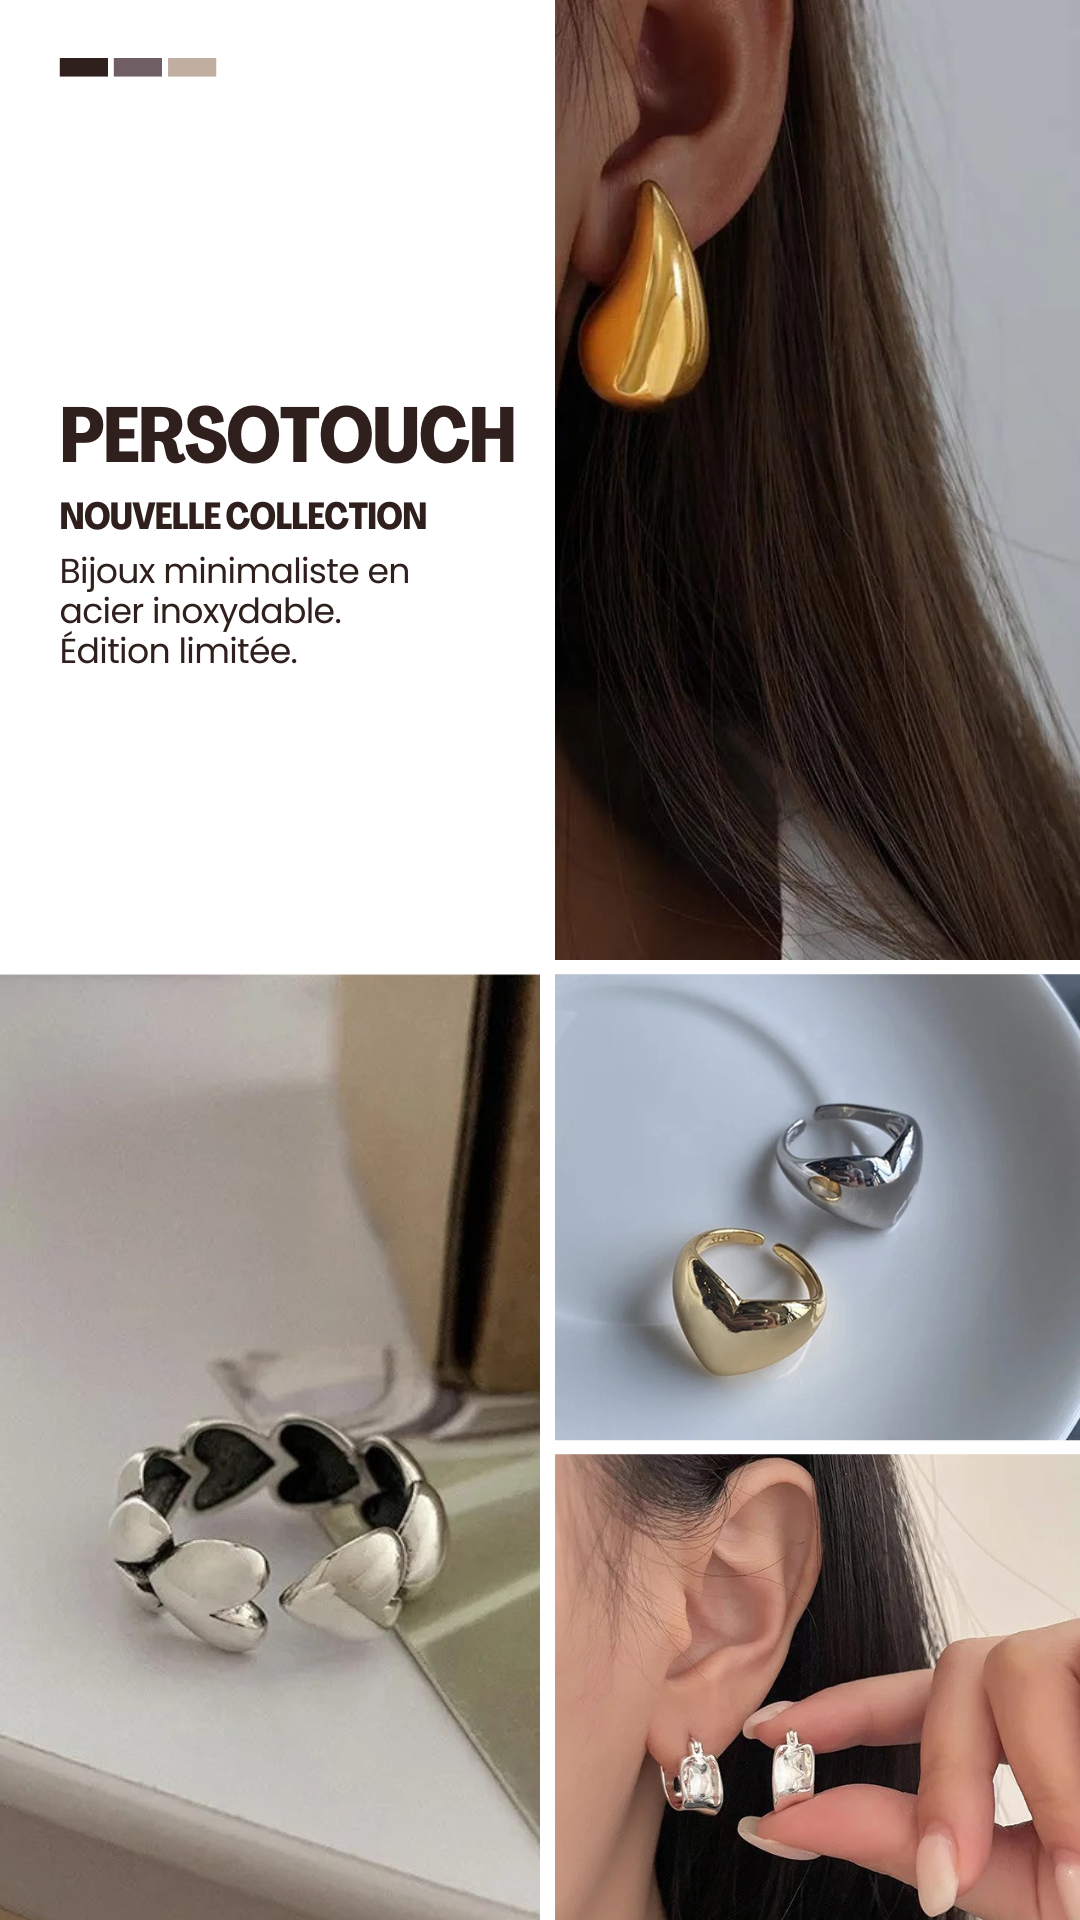 PERSOTOUCH
NOUVELLE COLLECTION
Bijoux minimaliste en
acier inoxydable.
Édition limitée.